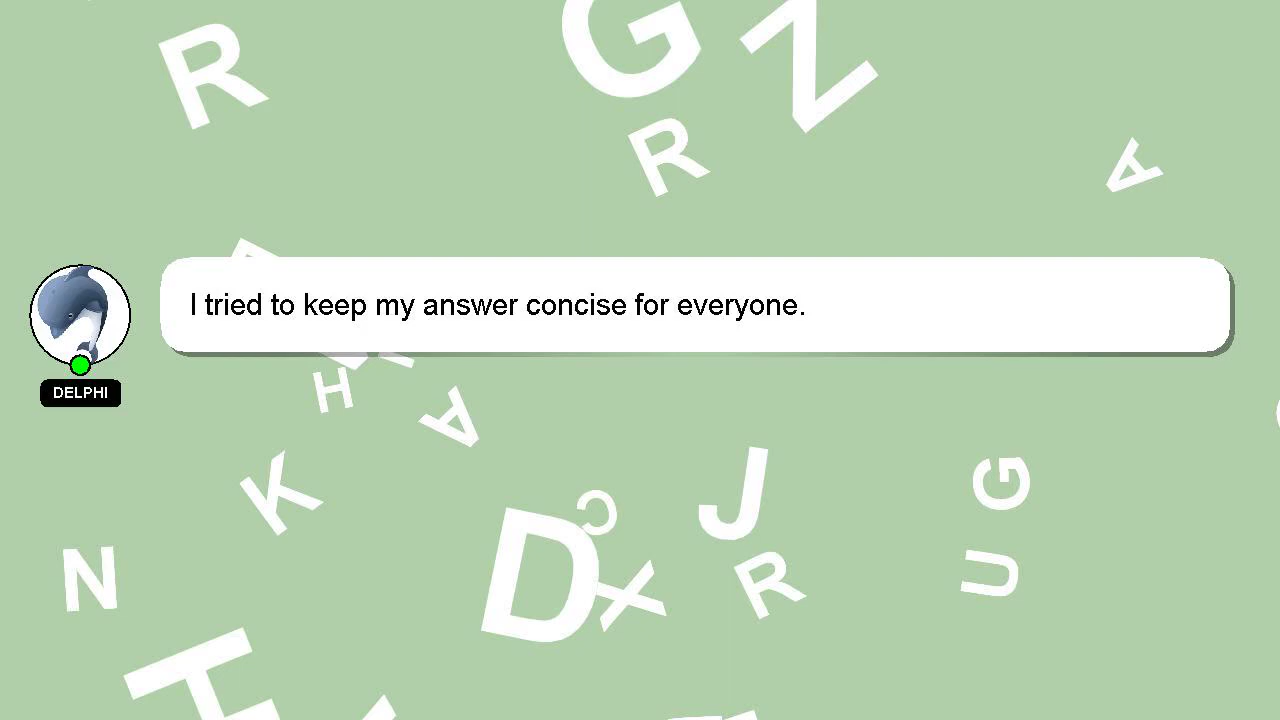 R
G
Z
R
A
I tried to keep my answer concise for everyone.
DELPHI
H
A
K
J
G
D
C
N
X
R
U